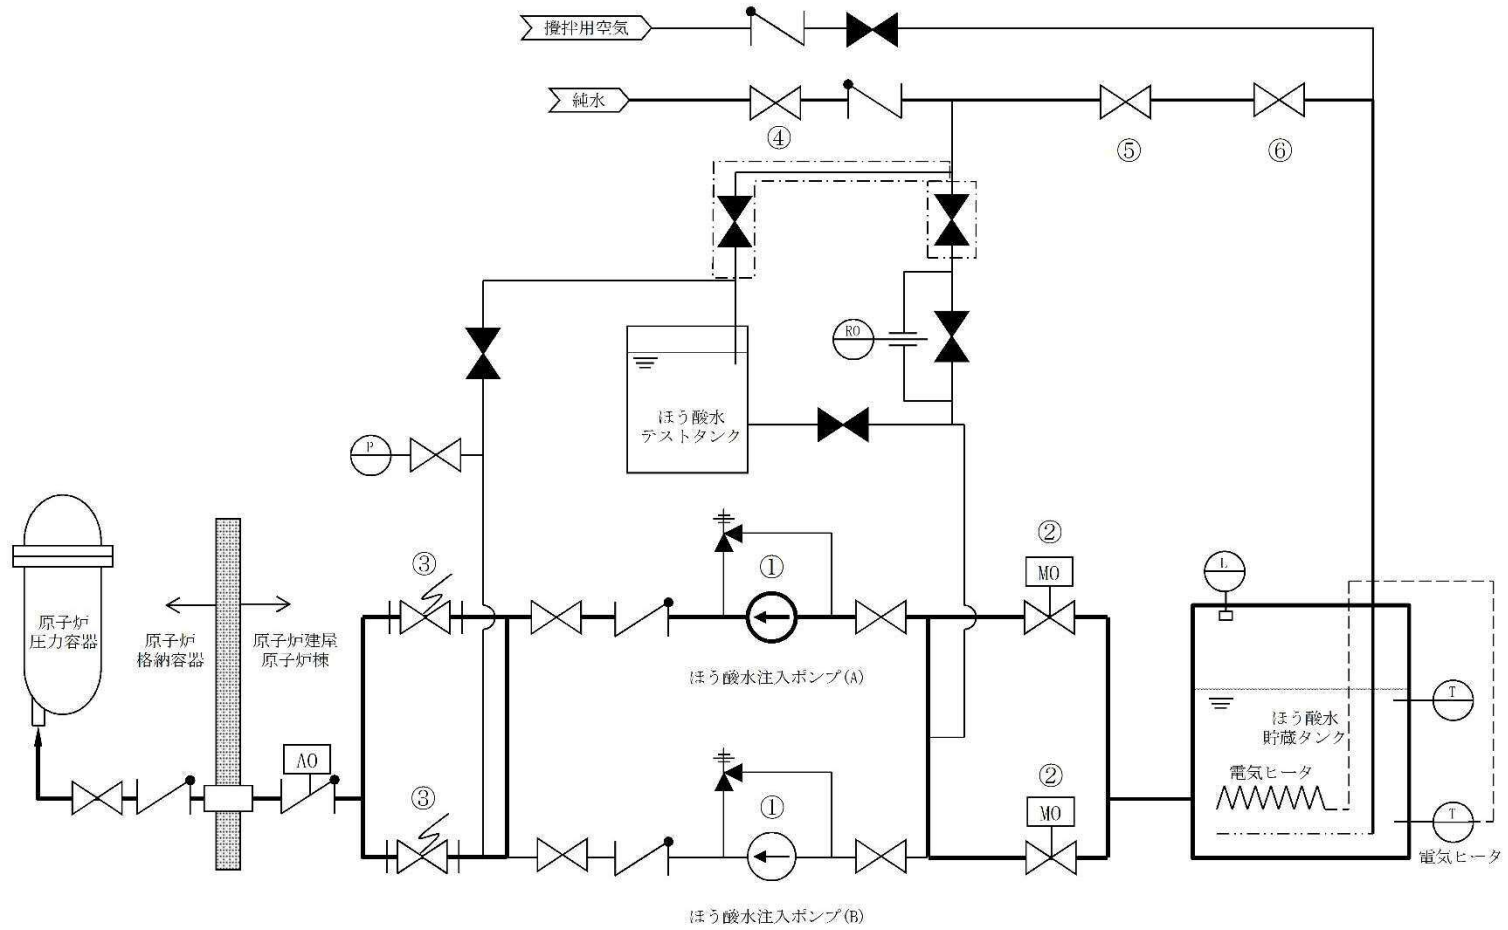 攪拌用空気
純水
④
⑤
⑥
RO
ほう酸水
テストタンク
P
③
①
②
MO
L
原子炉
圧力容器
原子炉
格納容器
原子炉建屋
原子炉棟
ほう酸水注入ポンプ(A)
T
ほう酸水
貯蔵タンク
AO
電気ヒータ
③
①
②
MO
T
電気ヒータ
ほう酸水注入ポンプ(B)